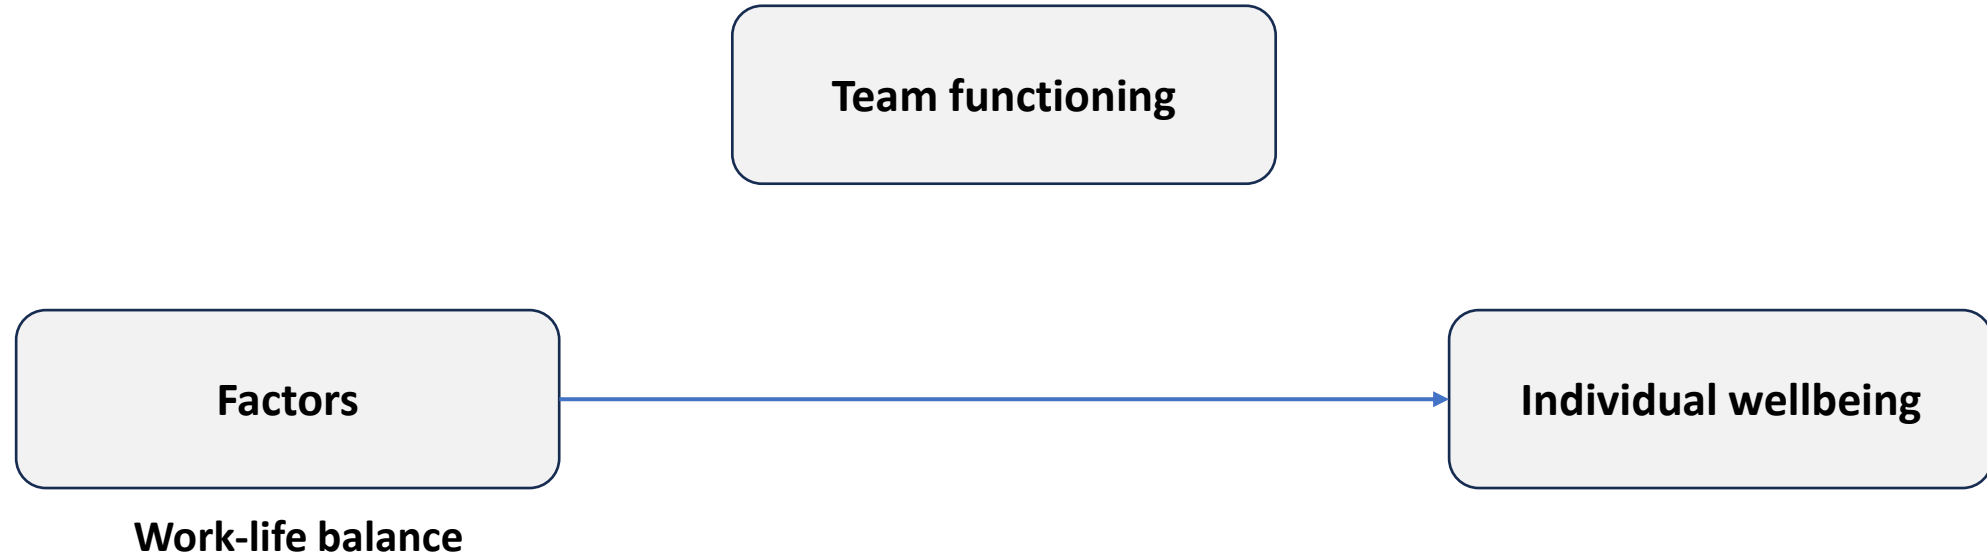 Team functioning
Factors
Individual wellbeing
Work-life balance